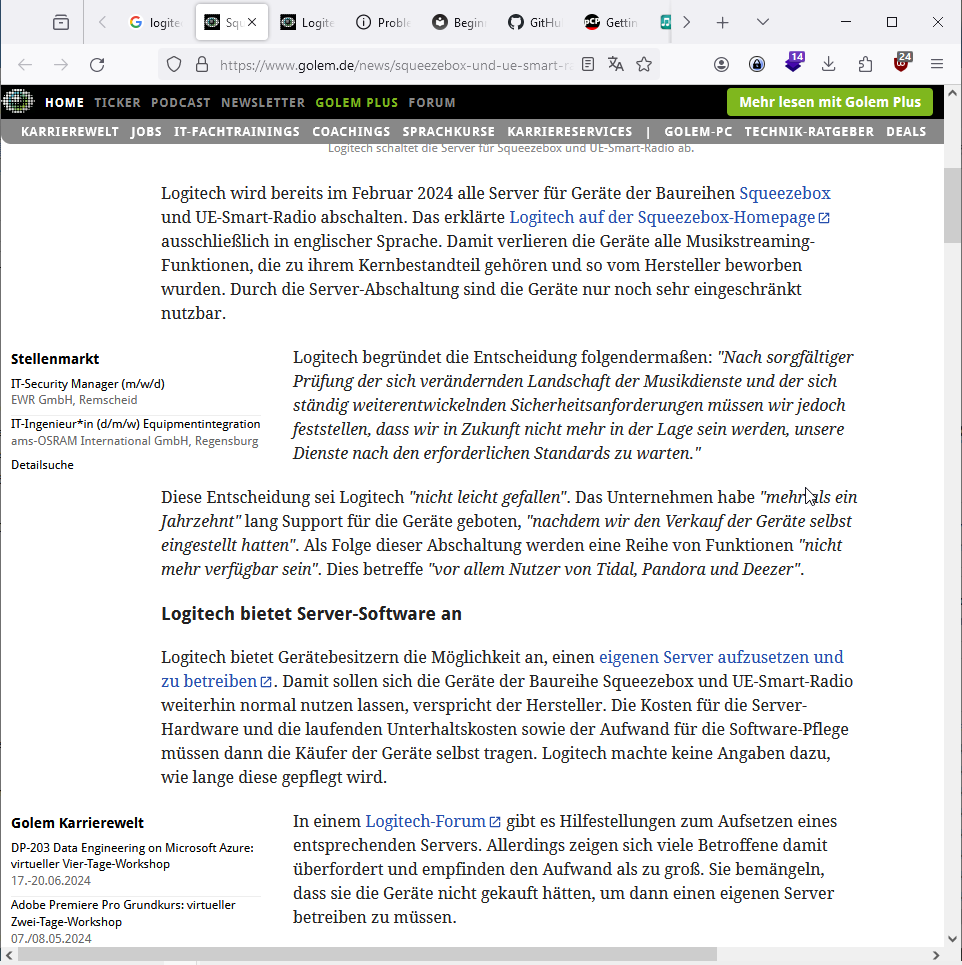 logite
Squ
Logite
Proble
Begin
GitHu
pCP Gettin
https://www.golem.de/news/squeezebox-und-ue-smart-ra
14
24
HOME TICKER PODCAST NEWSLETTER GOLEM PLUS FORUM
Mehr lesen mit Golem Plus
KARRIEREWELT JOBS IT-FACHTRAININGS COACHINGS SPRACHKURSE KARRIERESERVICES | GOLEM-PC TECHNIK-RATGEBER DEALS
Logitech schaltet die Server für Squeezebox und UE-Smart-Radio ab.
Logitech wird bereits im Februar 2024 alle Server für Geräte der Baureihen Squeezebox
und UE-Smart-Radio abschalten. Das erklärte Logitech auf der Squeezebox-Homepage
ausschließlich in englischer Sprache. Damit verlieren die Geräte alle Musikstreaming-
Funktionen, die zu ihrem Kernbestandteil gehören und so vom Hersteller beworben
wurden. Durch die Server-Abschaltung sind die Geräte nur noch sehr eingeschränkt
nutzbar.
Stellenmarkt
IT-Security Manager (m/w/d)
EWR GmbH, Remscheid
IT-Ingenieur*in (d/m/w) Equipmentintegration
ams-OSRAM International GmbH, Regensburg
Detailsuche
Logitech begründet die Entscheidung folgendermaßen: "Nach sorgfältiger
Prüfung der sich verändernden Landschaft der Musikdienste und der sich
ständig weiterentwickelnden Sicherheitsanforderungen müssen wir jedoch
feststellen, dass wir in Zukunft nicht mehr in der Lage sein werden, unsere
Dienste nach den erforderlichen Standards zu warten."
Diese Entscheidung sei Logitech "nicht leicht gefallen". Das Unternehmen habe "mehr als ein
Jahrzehnt" lang Support für die Geräte geboten, "nachdem wir den Verkauf der Geräte selbst
eingestellt hatten". Als Folge dieser Abschaltung werden eine Reihe von Funktionen "nicht
mehr verfügbar sein". Dies betreffe "vor allem Nutzer von Tidal, Pandora und Deezer".
Logitech bietet Server-Software an
Logitech bietet Gerätebesitzern die Möglichkeit an, einen eigenen Server aufzusetzen und
zu betreiben. Damit sollen sich die Geräte der Baureihe Squeezebox und UE-Smart-Radio
weiterhin normal nutzen lassen, verspricht der Hersteller. Die Kosten für die Server-
Hardware und die laufenden Unterhaltskosten sowie der Aufwand für die Software-Pflege
müssen dann die Käufer der Geräte selbst tragen. Logitech machte keine Angaben dazu,
wie lange diese gepflegt wird.
Golem Karrierewelt
DP-203 Data Engineering on Microsoft Azure:
virtueller Vier-Tage-Workshop
17.-20.06.2024
Adobe Premiere Pro Grundkurs: virtueller
Zwei-Tage-Workshop
07./08.05.2024
In einem Logitech-Forum gibt es Hilfestellungen zum Aufsetzen eines
entsprechenden Servers. Allerdings zeigen sich viele Betroffene damit
überfordert und empfinden den Aufwand als zu groß. Sie bemängeln,
dass sie die Geräte nicht gekauft hätten, um dann einen eigenen Server
betreiben zu müssen.